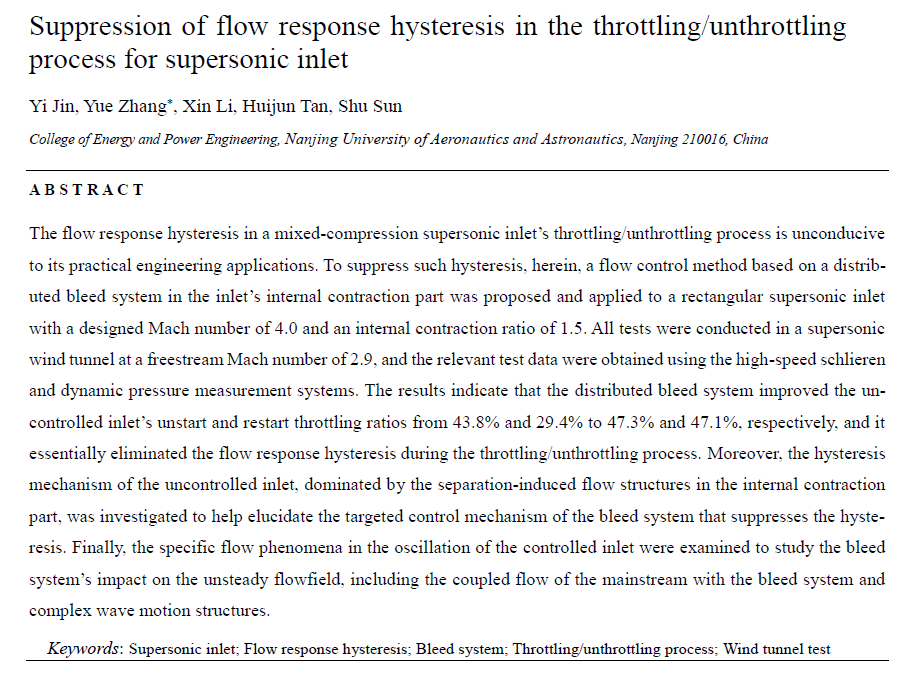 Suppression of flow response hysteresis in the throttling/unthrottling
process for supersonic inlet
Yi Jin, Yue Zhang*, Xin Li, Huijun Tan, Shu Sun
College of Energy and Power Engineering, Nanjing University of Aeronautics and Astronautics, Nanjing 210016, China
ABSTRACT
The flow response hysteresis in a mixed-compression supersonic inlet’s throttling/unthrottling process is unconducive
to its practical engineering applications. To suppress such hysteresis, herein, a flow control method based on a distrib-
uted bleed system in the inlet’s internal contraction part was proposed and applied to a rectangular supersonic inlet
with a designed Mach number of 4.0 and an internal contraction ratio of 1.5. All tests were conducted in a supersonic
wind tunnel at a freestream Mach number of 2.9, and the relevant test data were obtained using the high-speed schlieren
and dynamic pressure measurement systems. The results indicate that the distributed bleed system improved the un-
controlled inlet’s unstart and restart throttling ratios from 43.8% and 29.4% to 47.3% and 47.1%, respectively, and it
essentially eliminated the flow response hysteresis during the throttling/unthrottling process. Moreover, the hysteresis
mechanism of the uncontrolled inlet, dominated by the separation-induced flow structures in the internal contraction
part, was investigated to help elucidate the targeted control mechanism of the bleed system that suppresses the hyste-
resis. Finally, the specific flow phenomena in the oscillation of the controlled inlet were examined to study the bleed
system’s impact on the unsteady flowfield, including the coupled flow of the mainstream with the bleed system and
complex wave motion structures.
Keywords: Supersonic inlet; Flow response hysteresis; Bleed system; Throttling/unthrottling process; Wind tunnel test